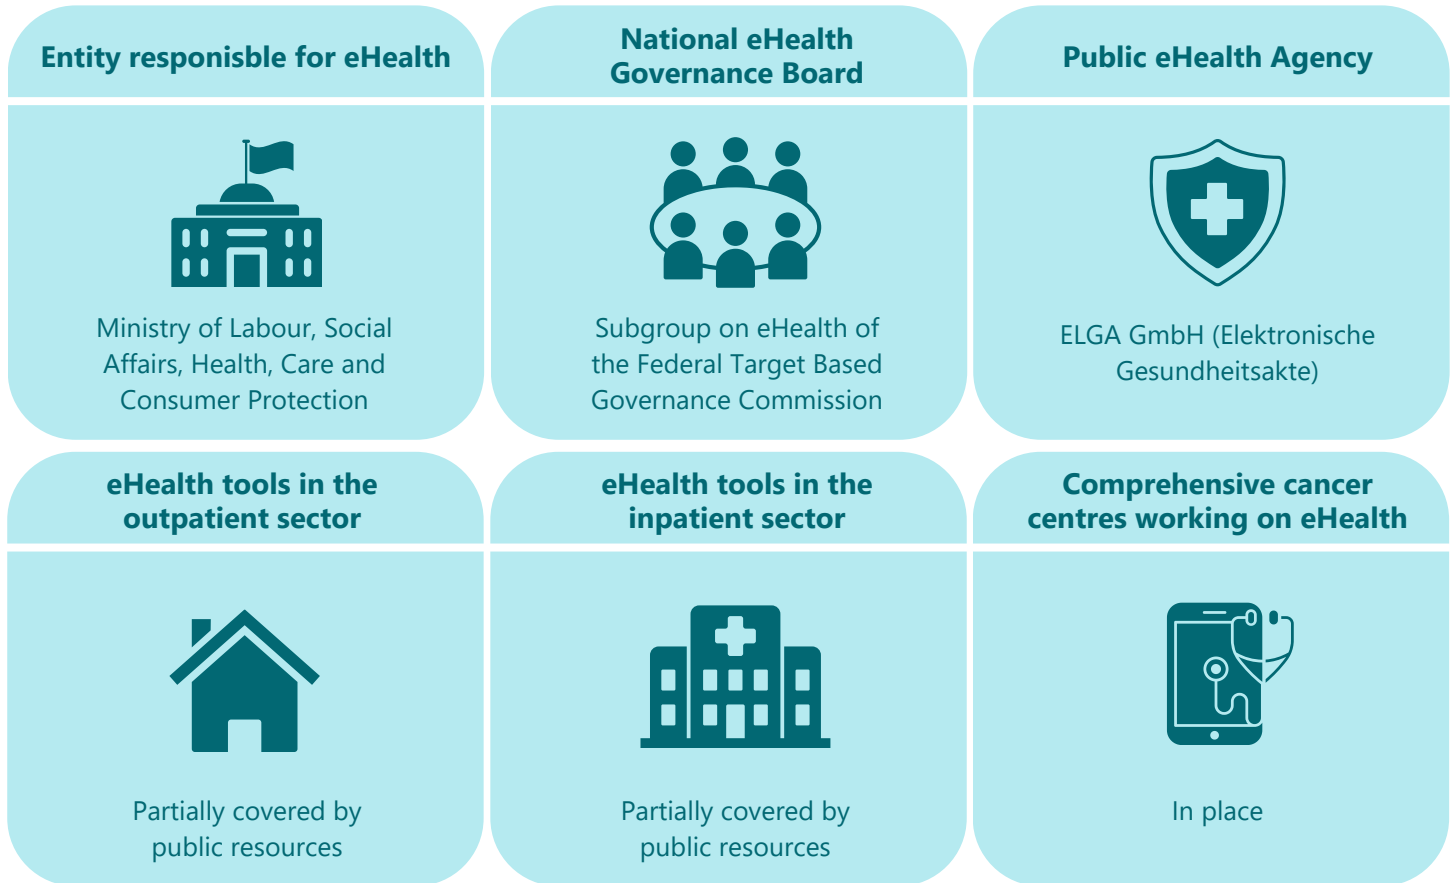 Entity responisble for eHealth
National eHealth
Governance Board
Public eHealth Agency
Ministry of Labour, Social
Affairs, Health, Care and
Consumer Protection
Subgroup on eHealth of
the Federal Target Based
Governance Commission
ELGA GmbH (Elektronische
Gesundheitsakte)
eHealth tools in the
outpatient sector
eHealth tools in the
inpatient sector
Comprehensive cancer
centres working on eHealth
Partially covered by
public resources
Partially covered by
public resources
In place